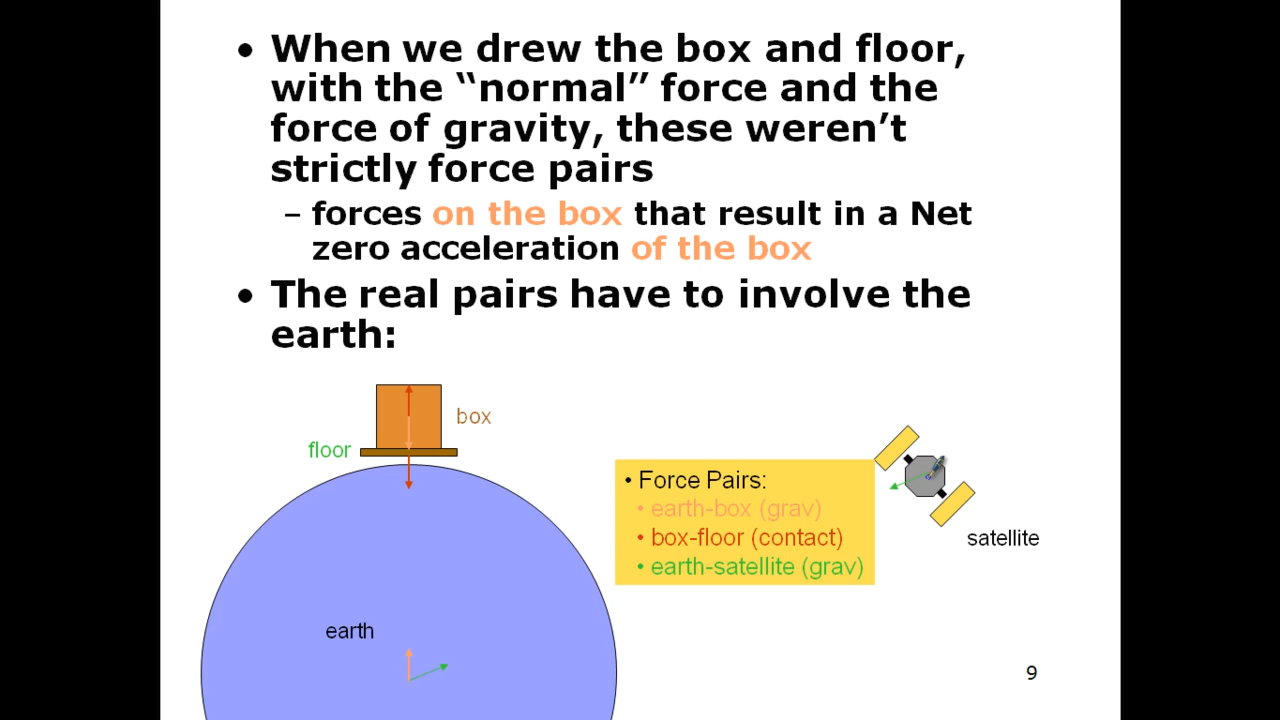 • When we drew the box and floor,
with the “normal” force and the
force of gravity, these weren’t
strictly force pairs
– forces on the box that result in a Net
zero acceleration of the box
• The real pairs have to involve the
earth:
box
floor
• Force Pairs:
• earth-box (grav)
• box-floor (contact)
• earth-satellite (grav)
satellite
earth
9